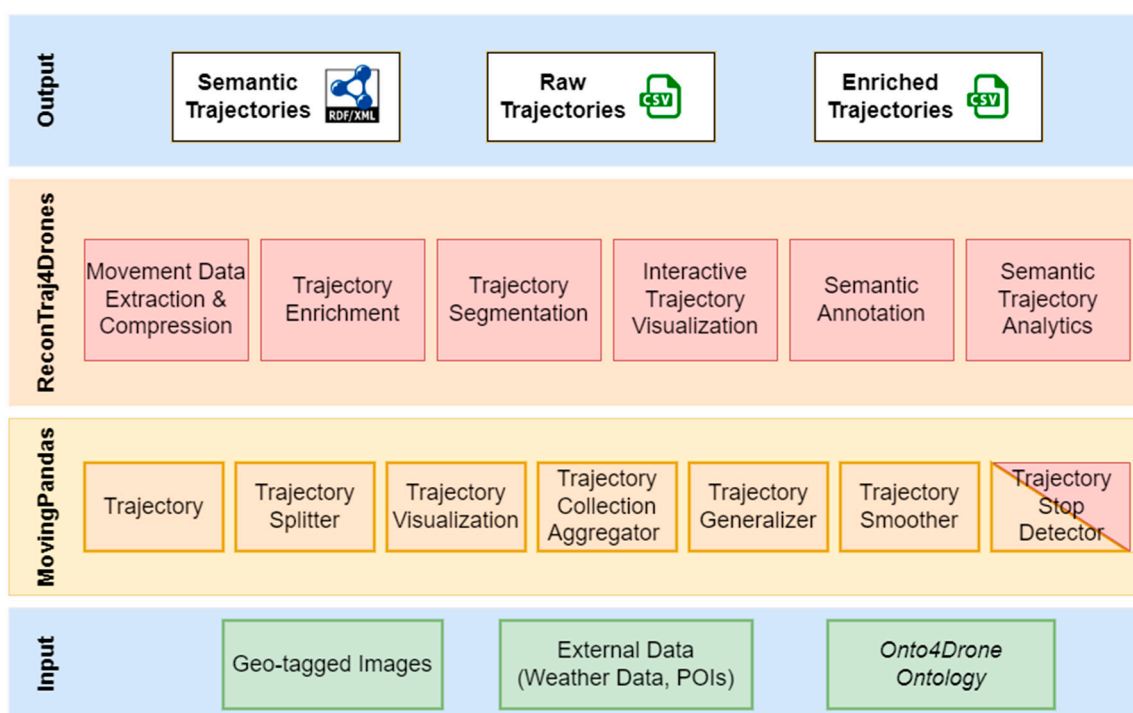 Output
Semantic
Trajectories
RDF/XML
Raw
Trajectories
CSV
Enriched
Trajectories
CSV
ReconTraj4Drones
Movement Data
Extraction &
Compression
Trajectory
Enrichment
Trajectory
Segmentation
Interactive
Trajectory
Visualization
Semantic
Annotation
Semantic
Trajectory
Analytics
MovingPandas
Trajectory
Trajectory
Splitter
Trajectory
Visualization
Trajectory
Collection
Aggregator
Trajectory
Generalizer
Trajectory
Smoother
Trajectory
Stop
Detector
Input
Geo-tagged Images
External Data
(Weather Data, POIs)
Onto4Drone
Ontology